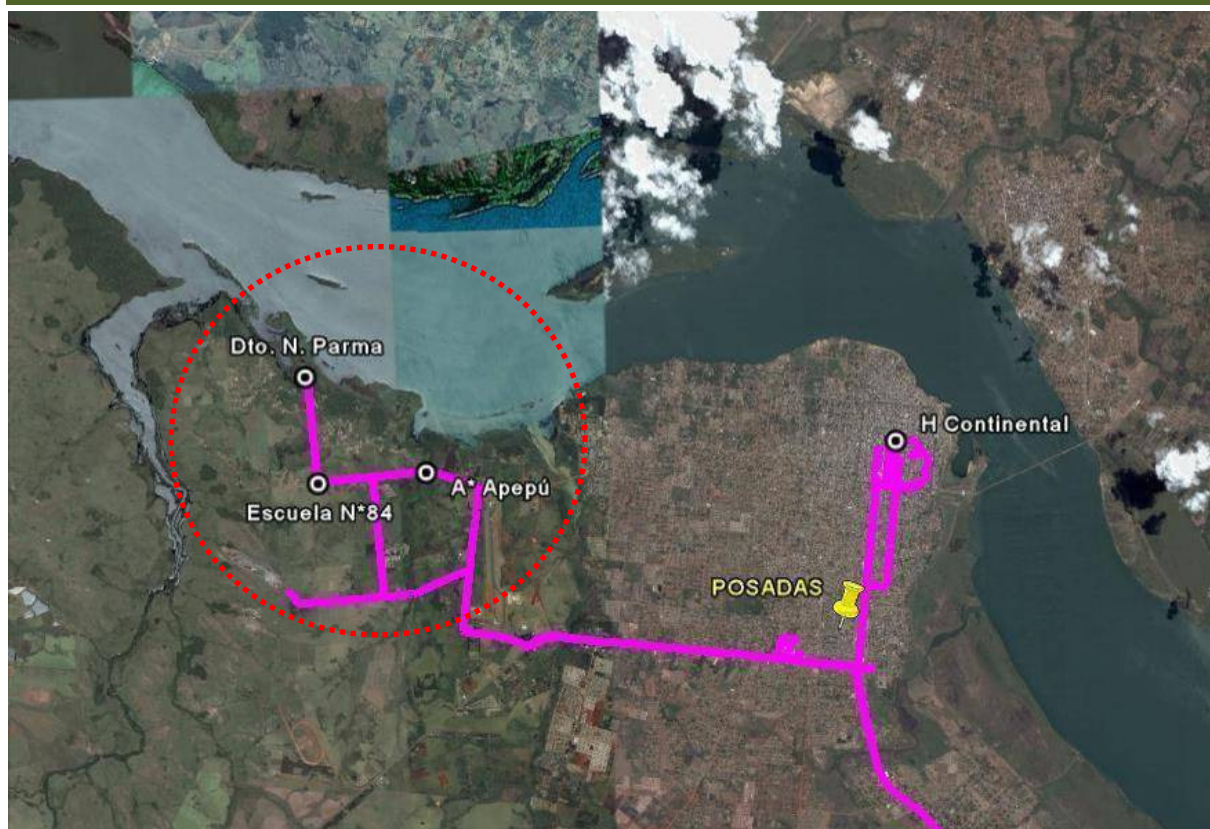 Dto. N. Parma
H Continental
A* Apepú
Escuela N*84
POSADAS